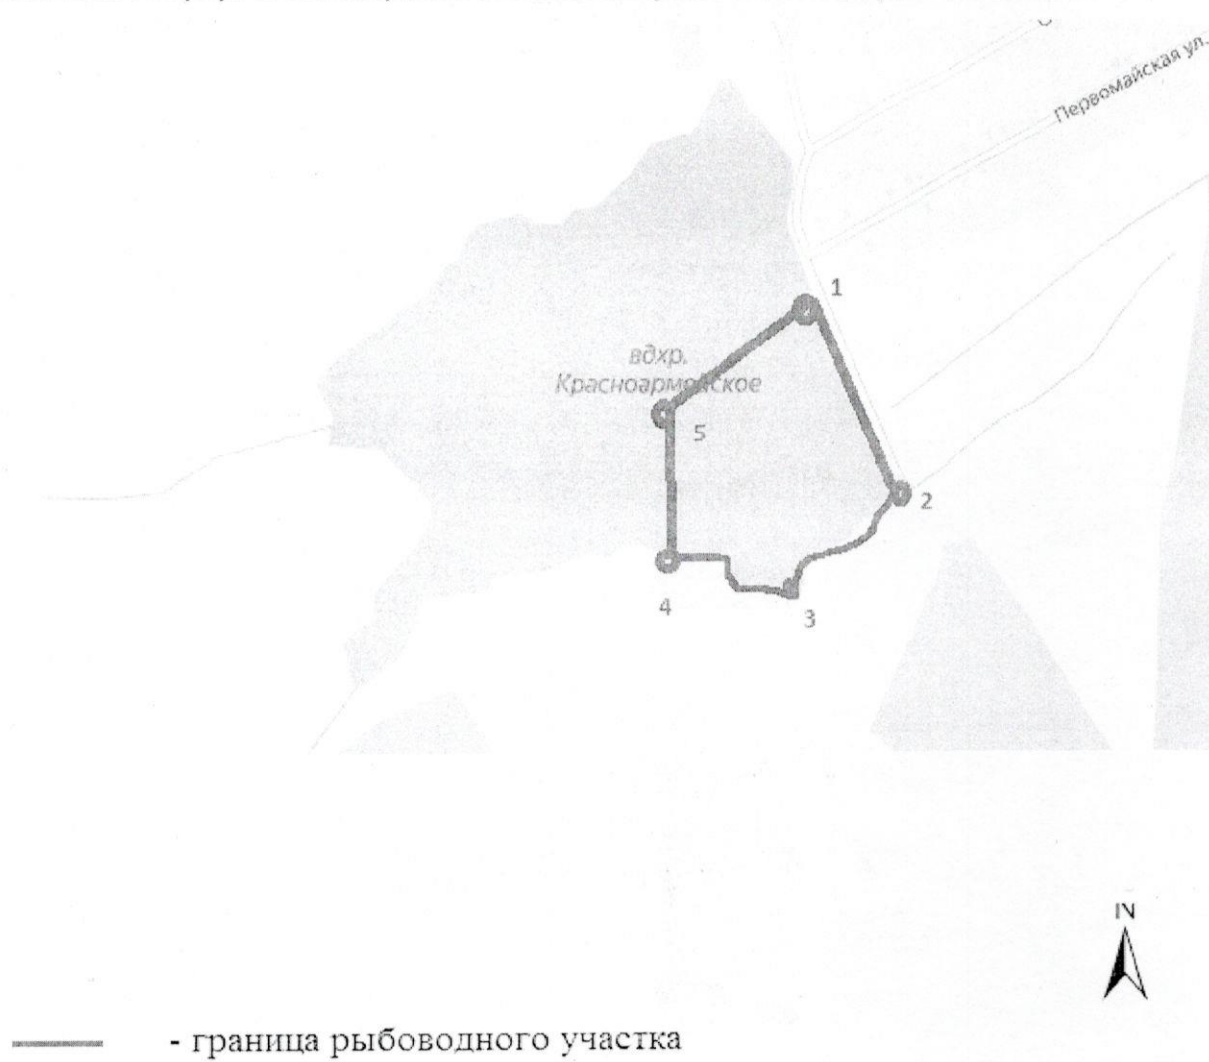 Первомайская ул.
1
вдхр.
Красноармейское
5
2
4
3
N
- граница рыбоводного участка